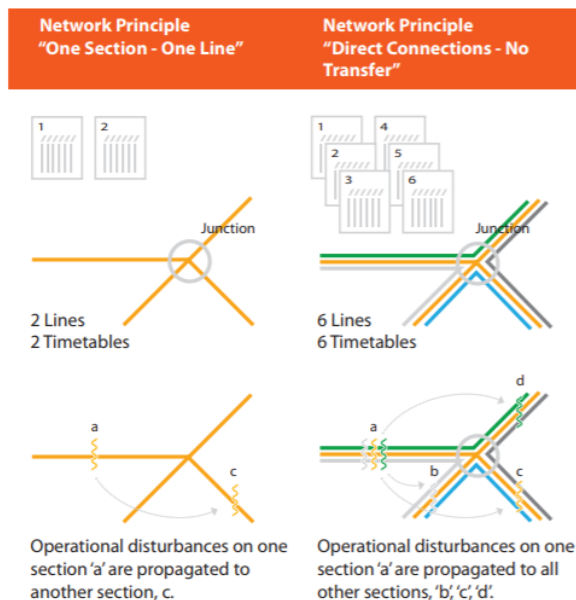 Network Principle
“One Section - One Line”
Network Principle
“Direct Connections - No
Transfer”
1
2
1
4
2
5
3
6
Junction
Junction
2 Lines
2 Timetables
6 Lines
6 Timetables
a
c
a
d
b
c
Operational disturbances on one
section ‘a’ are propagated to
another section, c.
Operational disturbances on one
section ‘a’ are propagated to all
other sections, ‘b’, ‘c’, ‘d’.